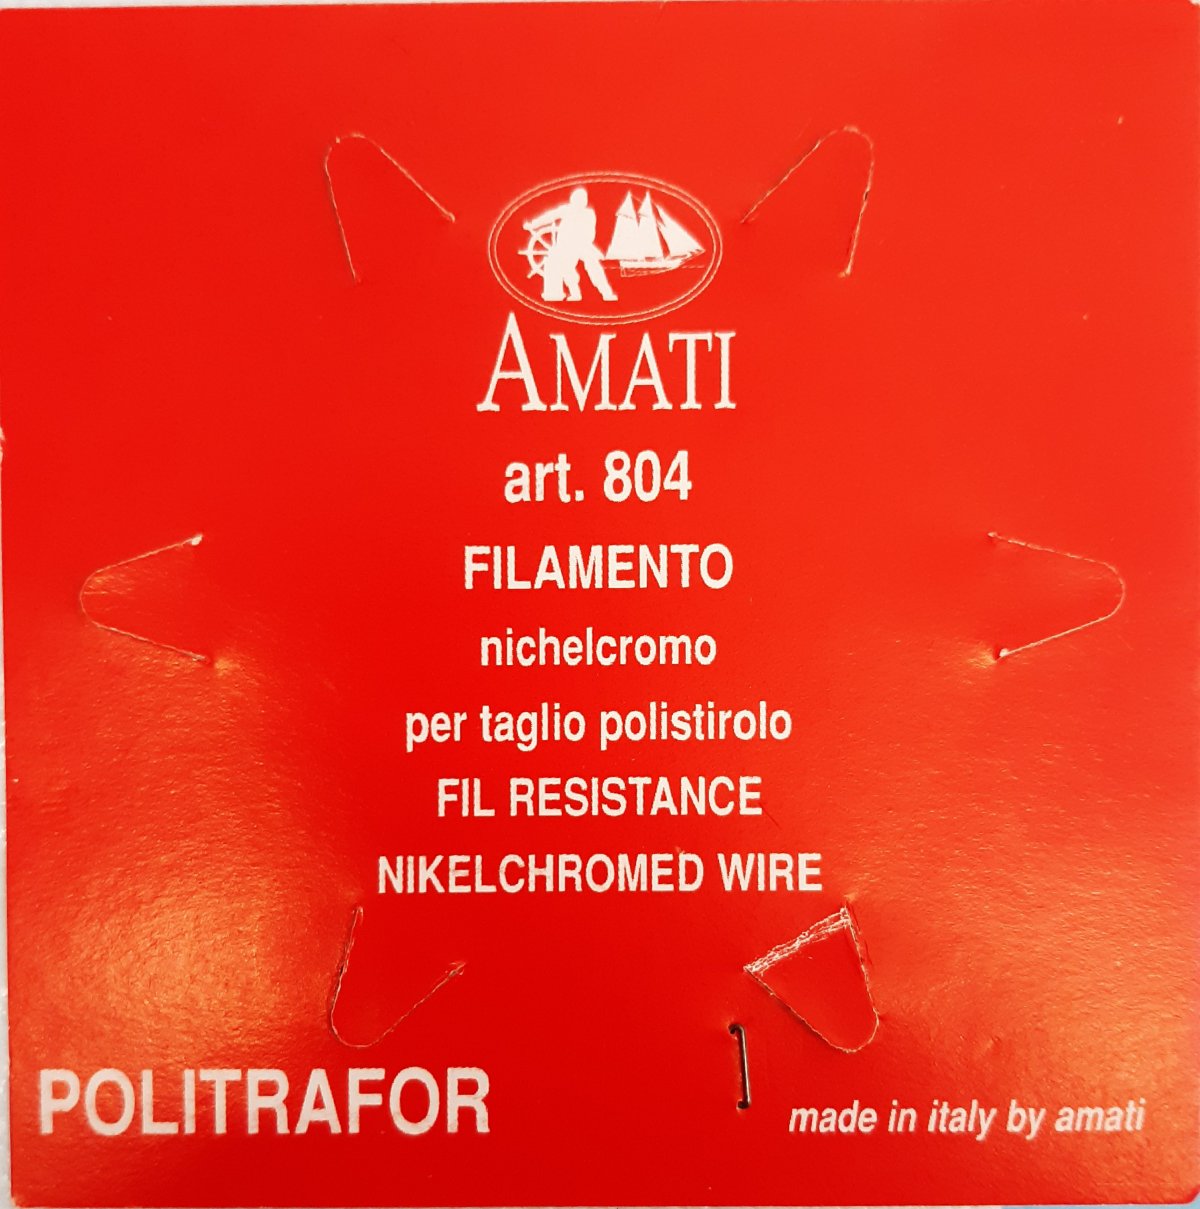 AMATI
art. 804
FILAMENTO
nichelcromo
per taglio polistirolo
FIL RESISTANCE
NIKELCHROMED WIRE
POLITRAFOR
made in italy by amati